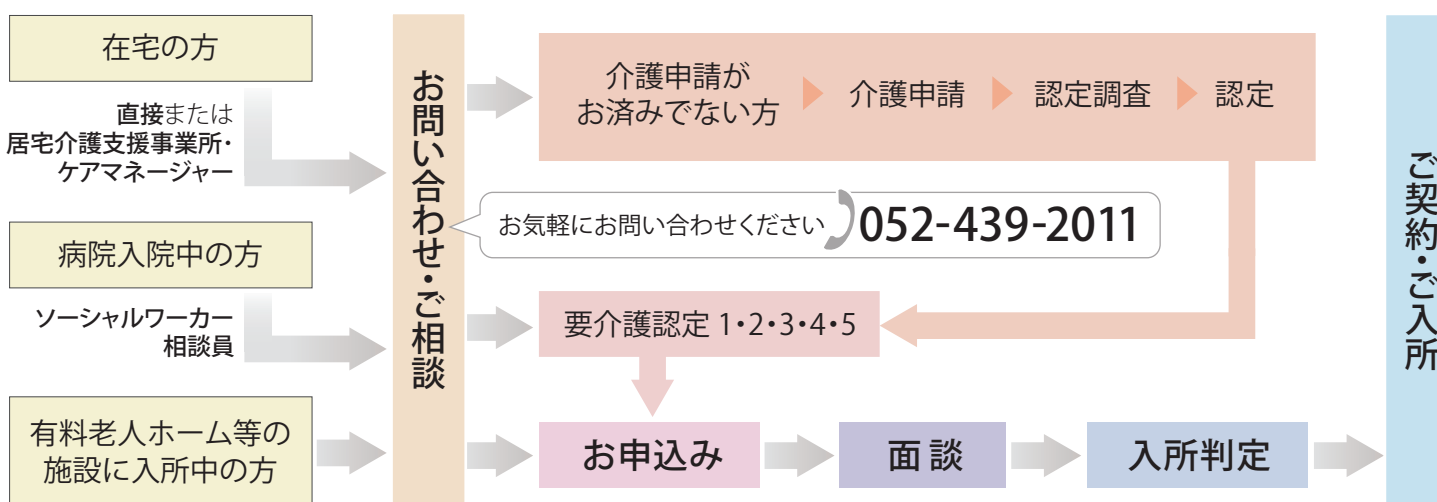 在宅の方
直接または
居宅介護支援事業所・
ケアマネージャー
病院入院中の方
ソーシャルワーカー
相談員
有料老人ホーム等の
施設に入所中の方
お問い合わせ・ご相談
介護申請が
お済みでない方
介護申請
認定調査
認定
お気軽にお問い合わせください 052-439-2011
要介護認定 1・2・3・4・5
お申込み
面談
入所判定
ご契約・ご入所